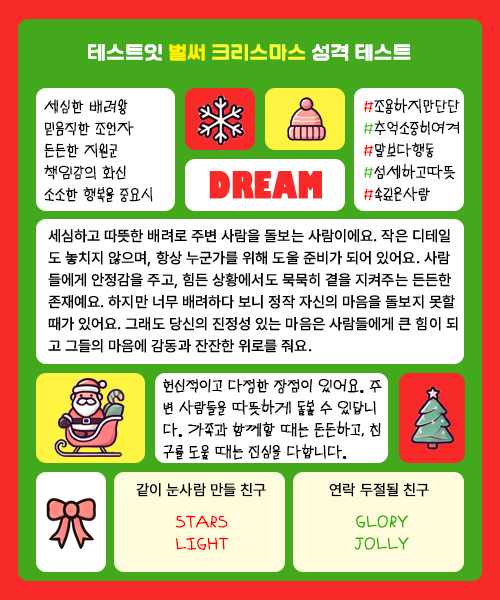 테스트잇 벌써 크리스마스 성격 테스트
세심한 배려왕
믿음직한 조언자
든든한 지원군
책임감의 화신
소소한 행복을 중요시
DREAM
#조용하지만단단
#추억소중히여겨
#말보다행동
#섬세하고따뜻
#속깊은사람
세심하고 따뜻한 배려로 주변 사람을 돌보는 사람이에요. 작은 디테일
도 놓치지 않으며, 항상 누군가를 위해 도울 준비가 되어 있어요. 사람
들에게 안정감을 주고, 힘든 상황에서도 묵묵히 곁을 지켜주는 든든한
존재예요. 하지만 너무 배려하다 보니 정작 자신의 마음을 돌보지 못할
때가 있어요. 그래도 당신의 진정성 있는 마음은 사람들에게 큰 힘이 되
고 그들의 마음에 감동과 잔잔한 위로를 줘요.
헌신적이고 다정한 장점이 있어요. 주
변 사람들을 따뜻하게 돌볼 수 있답니
다. 가족과 함께할 때는 든든하고, 친
구를 도울 때는 진심을 다합니다.
같이 눈사람 만들 친구
STARS
LIGHT
연락 두절될 친구
GLORY
JOLLY